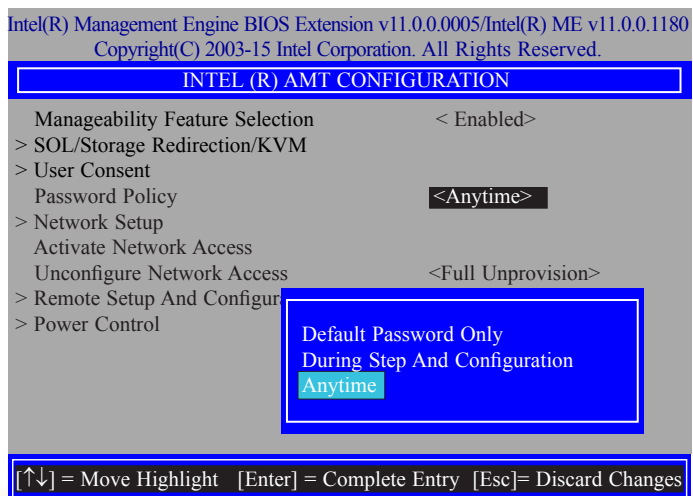 Intel(R) Management Engine BIOS Extension v11.0.0.0005/Intel(R) ME v11.0.0.1180
Copyright(C) 2003-15 Intel Corporation. All Rights Reserved.
INTEL (R) AMT CONFIGURATION
Manageability Feature Selection < Enabled>
> SOL/Storage Redirection/KVM
> User Consent
Password Policy <Anytime>
> Network Setup
Activate Network Access
Unconfigure Network Access <Full Unprovision>
> Remote Setup And Configura
> Power Control
Default Password Only
During Step And Configuration
Anytime
[↑↓] = Move Highlight [Enter] = Complete Entry [Esc]= Discard Changes